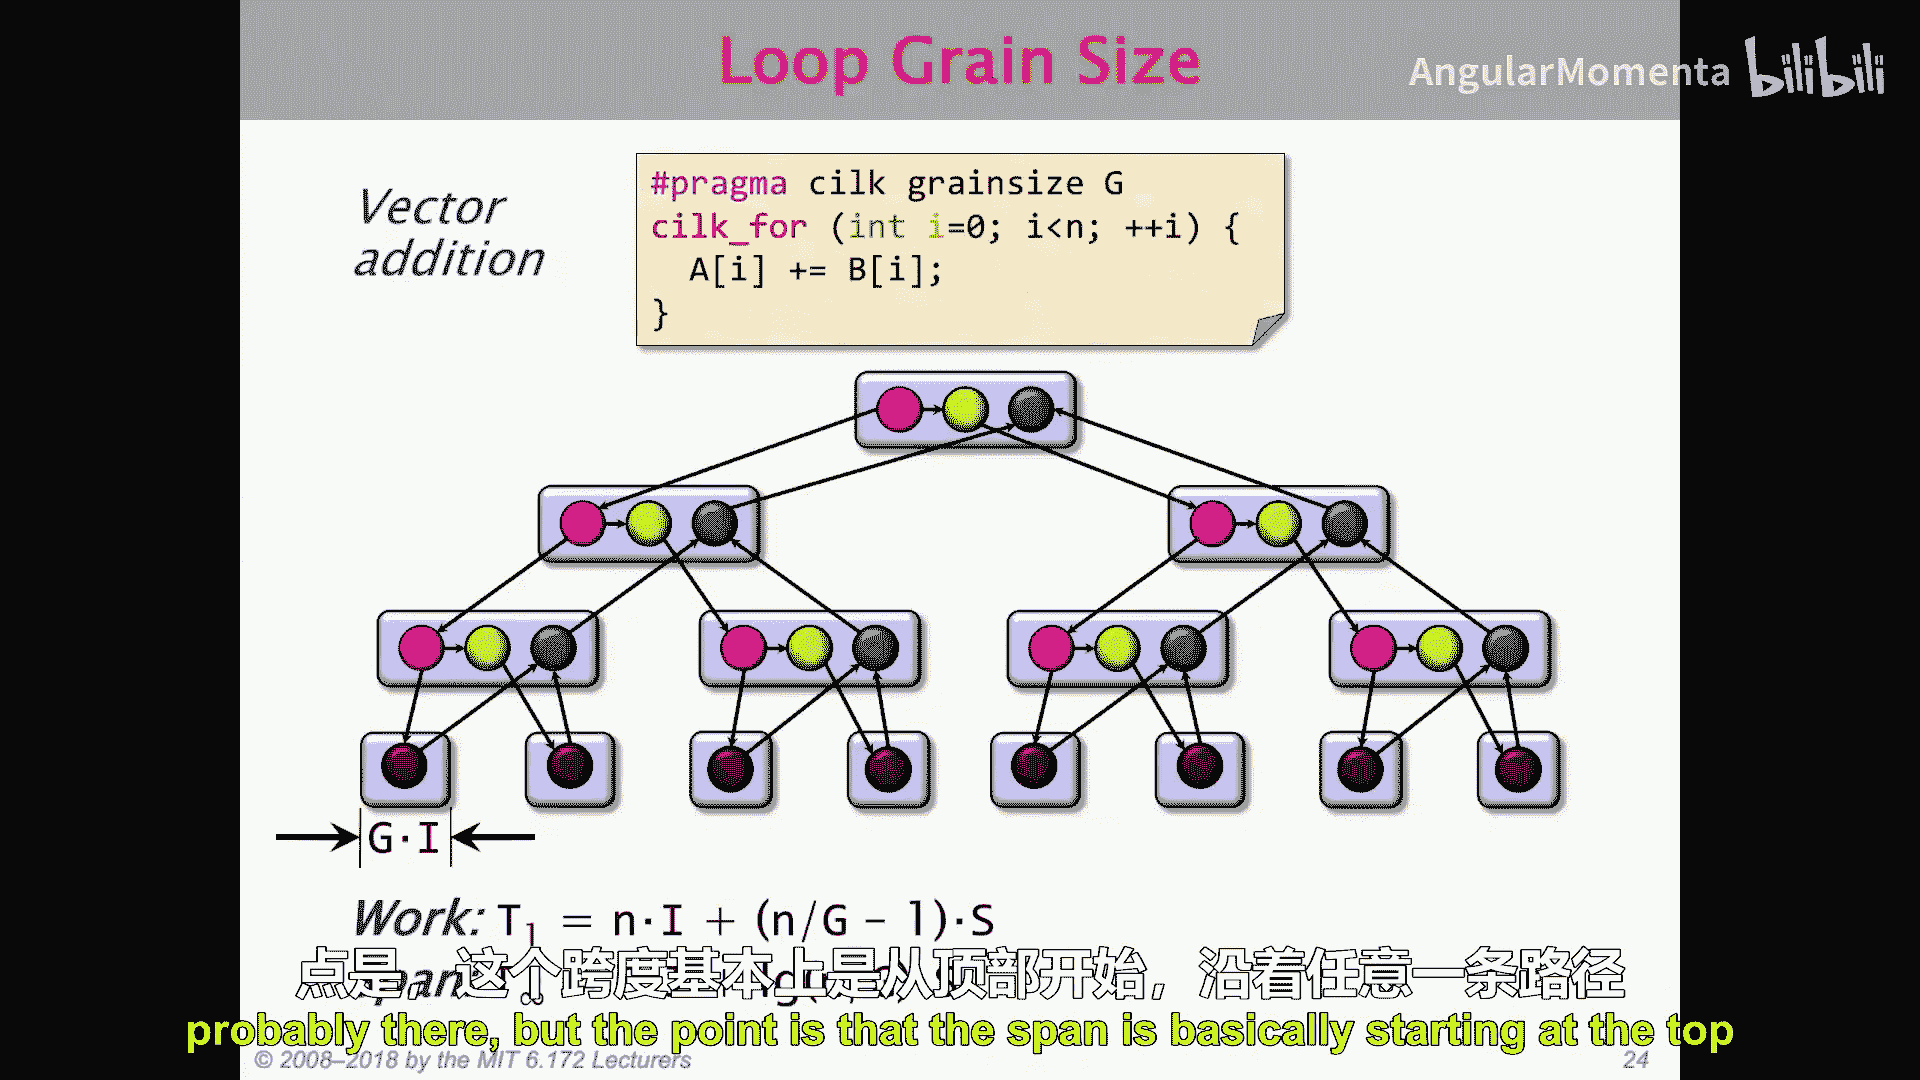 Loop Grain Size
AngularMomenta bilibili
Vector
addition
#pragma cilk grainsize G
cilk_for (int i=0; i<n; ++i) {
A[i] += B[i];
}
G·I
Work: T₁ = n·I + (n/G – 1)·S
点是，这个跨度基本上是从顶部开始，沿着任意一条路径
probably there, but the point is that the span is basically starting at the top
© 2008–2018 by the MIT 6.172 Lecturers
24